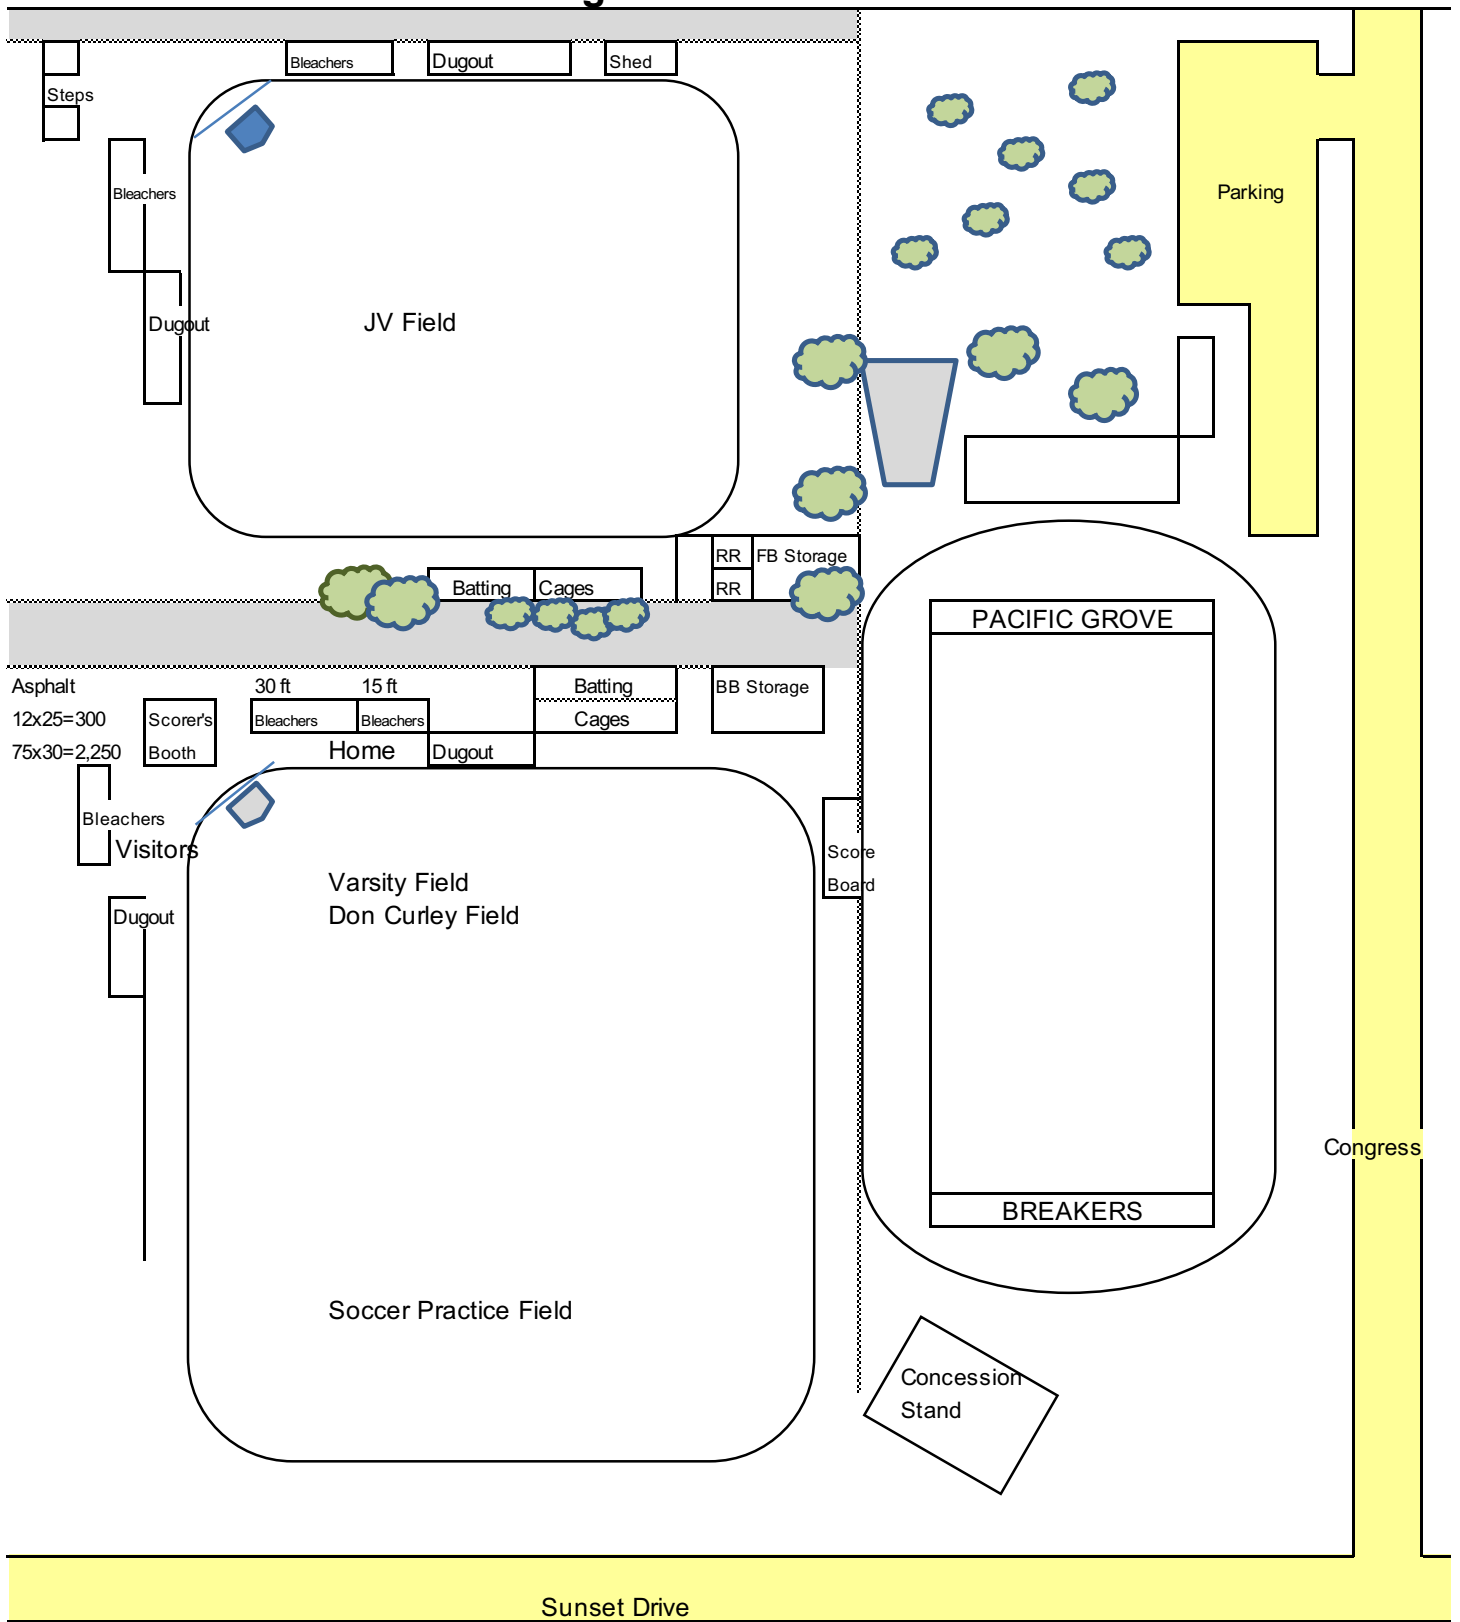 Bleachers
Dugout
Shed
Steps
Bleachers
Parking
Dugout
JV Field
RR
FB Storage
RR
Batting
Cages
PACIFIC GROVE
Asphalt
30 ft
15 ft
Batting
BB Storage
12x25=300
Scorer's
Bleachers
Bleachers
Cages
75x30=2,250
Booth
Home
Dugout
Bleachers
Visitors
Score
Board
Varsity Field
Don Curley Field
Dugout
Congress
BREAKERS
Soccer Practice Field
Concession
Stand
Sunset Drive